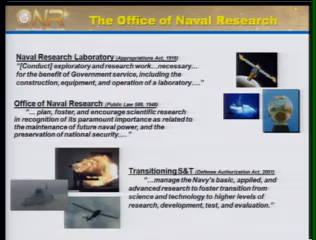 ONR
The Office of Naval Research
Naval Research Laboratory (Appropriations Act, 1916)
"[Conduct] exploratory and research work…necessary…
for the benefit of Government service, including the
construction, equipment, and operation of a laboratory…."
Office of Naval Research (Public Law 588, 1946)
"… plan, foster, and encourage scientific research
in recognition of its paramount importance as related to
the maintenance of future naval power, and the
preservation of national security…."
Transitioning S&T (Defense Authorization Act, 2001)
"…manage the Navy's basic, applied, and
advanced research to foster transition from
science and technology to higher levels of
research, development, test, and evaluation."